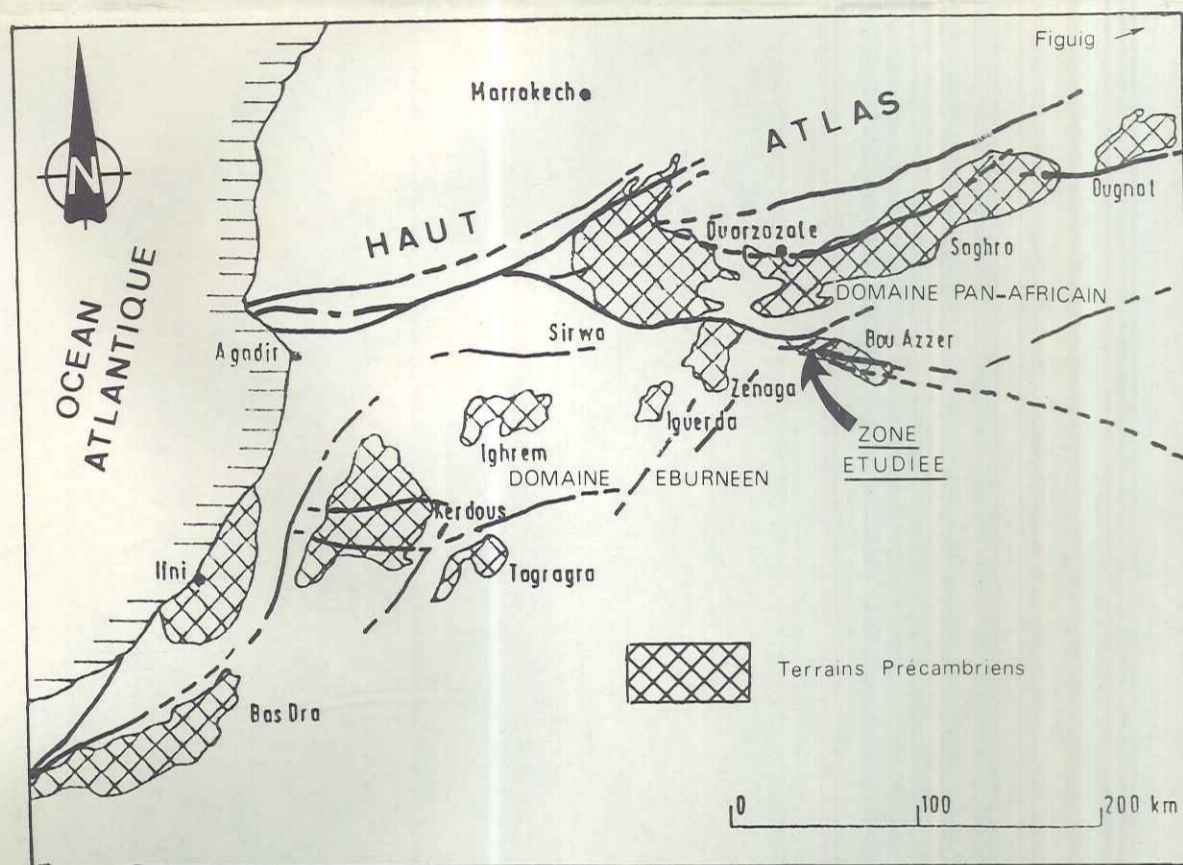 Figuig
Marrakech
ATLAS
HAUT
N
OCEAN
ATLANTIQUE
Ougnat
Ouarzazate
Saghro
DOMAINE PAN-AFRICAIN
Sirwa
Bou Azzer
Agadir
Zenaga
Iguerda
ZONE
ETUDIEE
Ighrem
DOMAINE EBURNEEN
Kerdous
Tagragra
Ifni
Terrains Précambriens
Bas Dra
0 100 200 km